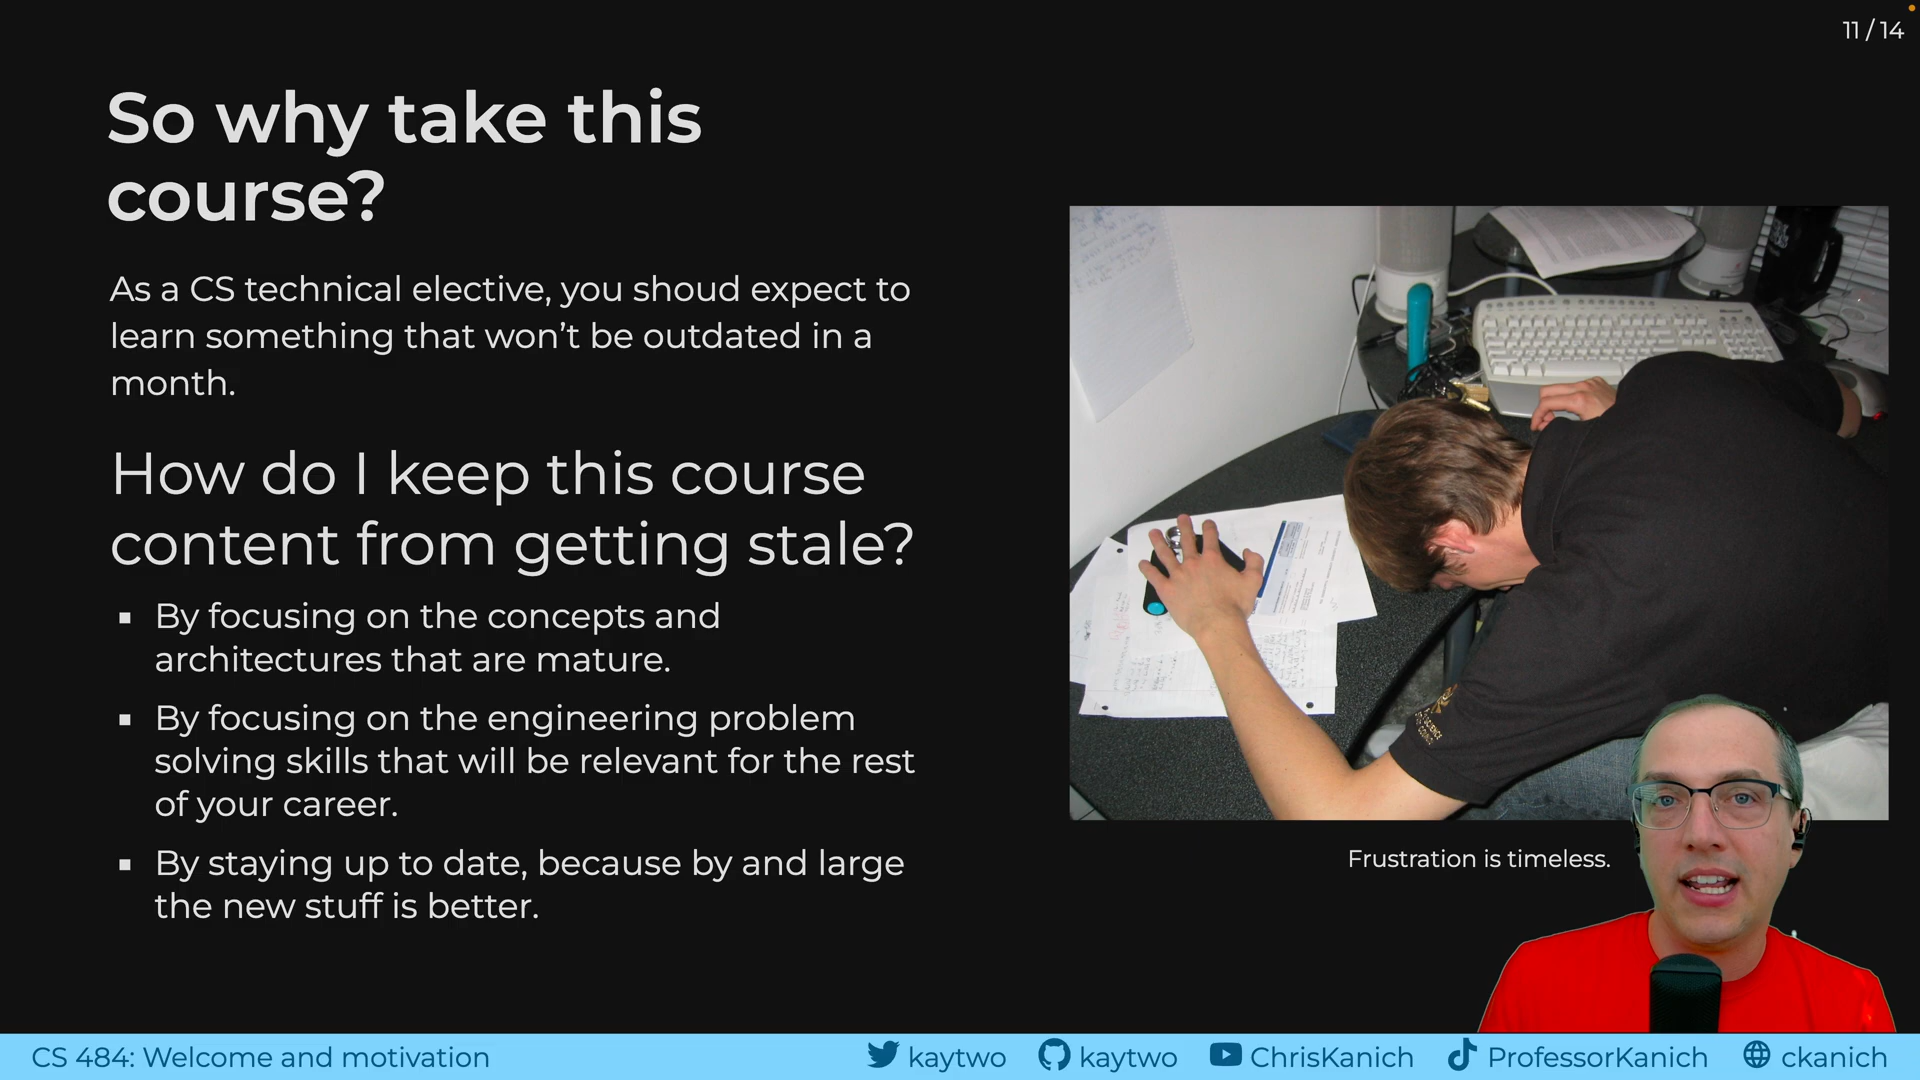 11 / 14
So why take this
course?
As a CS technical elective, you shoud expect to
learn something that won't be outdated in a
month.
How do I keep this course
content from getting stale?
▪ By focusing on the concepts and
architectures that are mature.
▪ By focusing on the engineering problem
solving skills that will be relevant for the rest
of your career.
▪ By staying up to date, because by and large
the new stuff is better.
Frustration is timeless.
CS 484: Welcome and motivation
kaytwo kaytwo ChrisKanich ProfessorKanich ckanich